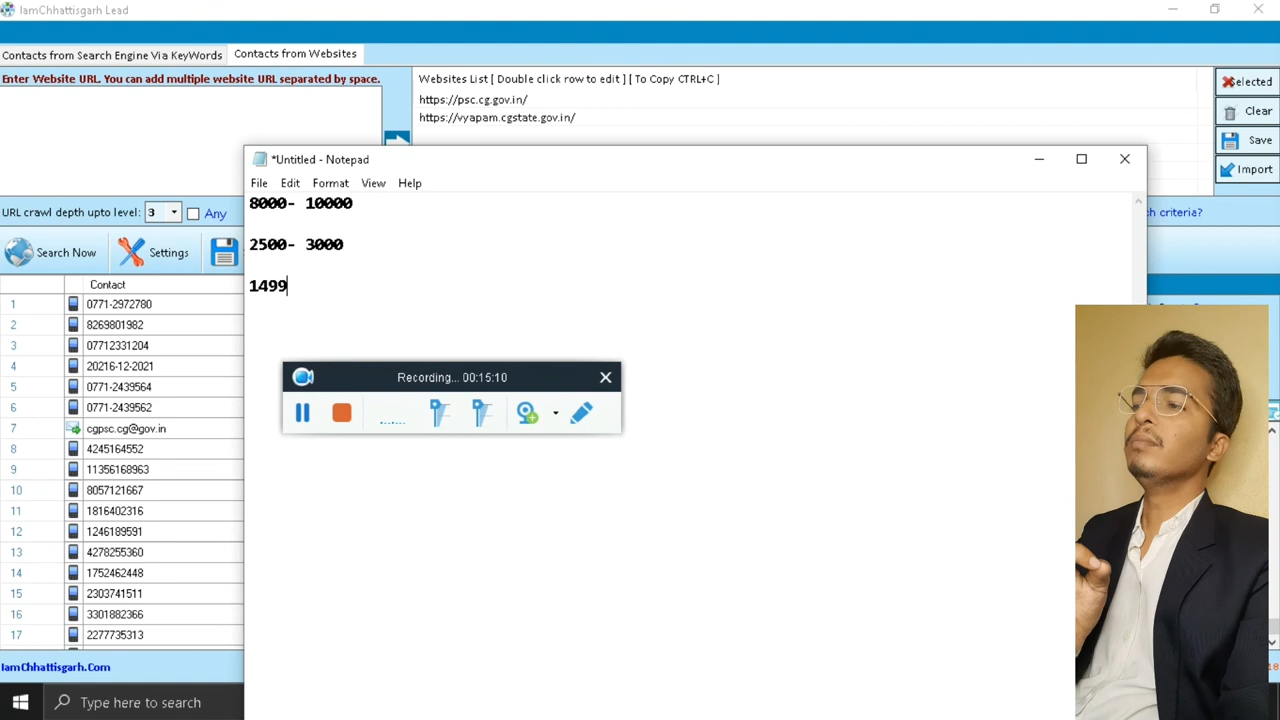 IamChhattisgarh Lead
Contacts from Search Engine Via KeyWords
Contacts from Websites
Enter Website URL. You can add multiple website URL separated by space.
Websites List [ Double click row to edit ] [ To Copy CTRL+C ]
https://psc.cg.gov.in/
https://vyapam.cgstate.gov.in/
Selected
Clear
Save
Import
*Untitled - Notepad
File Edit Format View Help
8000- 10000
2500- 3000
1499
URL crawl depth upto level: 3 Any
ch criteria?
Search Now Settings
Contact
1 0771-2972780
2 8269801982
3 07712331204
4 20216-12-2021
5 0771-2439564
6 0771-2439562
7 cgpsc.cg@gov.in
8 4245164552
9 11356168963
10 8057121667
11 1816402316
12 1246189591
13 4278255360
14 1752462448
15 2303741511
16 3301882366
17 2277735313
Recording... 00:15:10
IamChhattisgarh.Com
18
Type here to search